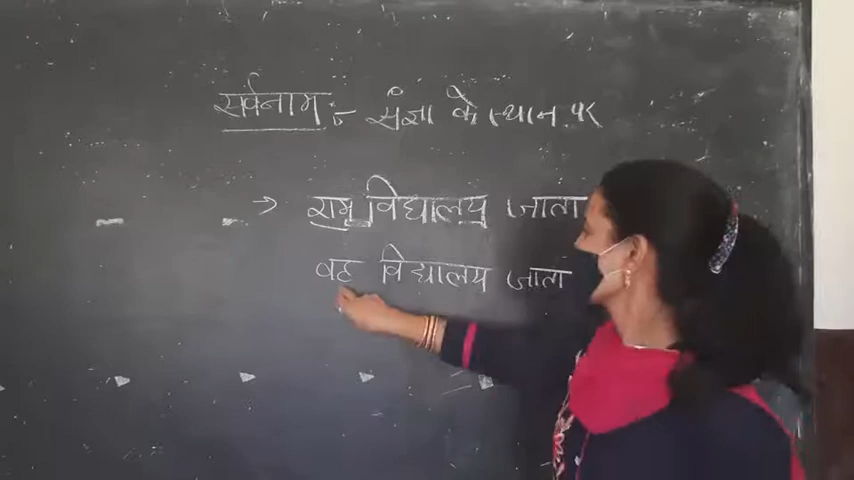 सर्वनाम :- संज्ञा के स्थान पर
→ राम विद्यालय जाता
वह विद्यालय जाता